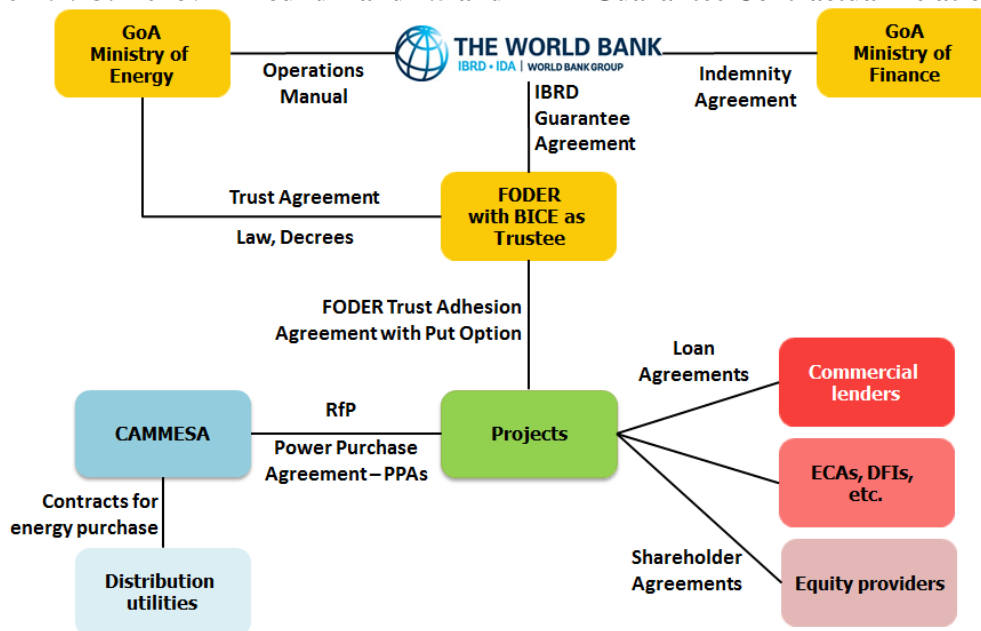 GoA
Ministry of
Energy
Operations
Manual
THE WORLD BANK
IBRD • IDA | WORLD BANK GROUP
IBRD
Guarantee
Agreement
Indemnity
Agreement
GoA
Ministry of
Finance
Trust Agreement
Law, Decrees
FODER
with BICE as
Trustee
FODER Trust Adhesion
Agreement with Put Option
CAMMESA
RfP
Power Purchase
Agreement – PPAs
Projects
Loan
Agreements
Commercial
lenders
ECAs, DFIs,
etc.
Contracts for
energy purchase
Distribution
utilities
Shareholder
Agreements
Equity providers